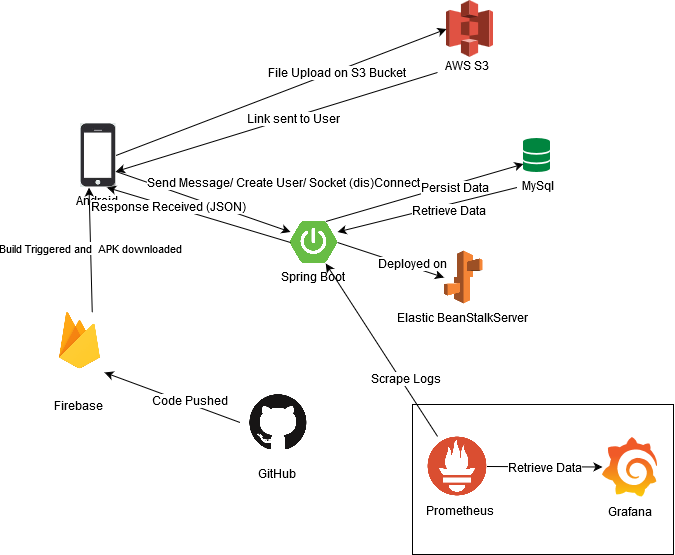 AWS S3
File Upload on S3 Bucket
Link sent to User
Android
Send Message/ Create User/ Socket (dis)Connect
Persist Data
MySql
Response Received (JSON)
Retrieve Data
Build Triggered and  APK downloaded
Spring Boot
Deployed on
Elastic BeanStalkServer
Scrape Logs
Firebase
Code Pushed
GitHub
Retrieve Data
Prometheus
Grafana